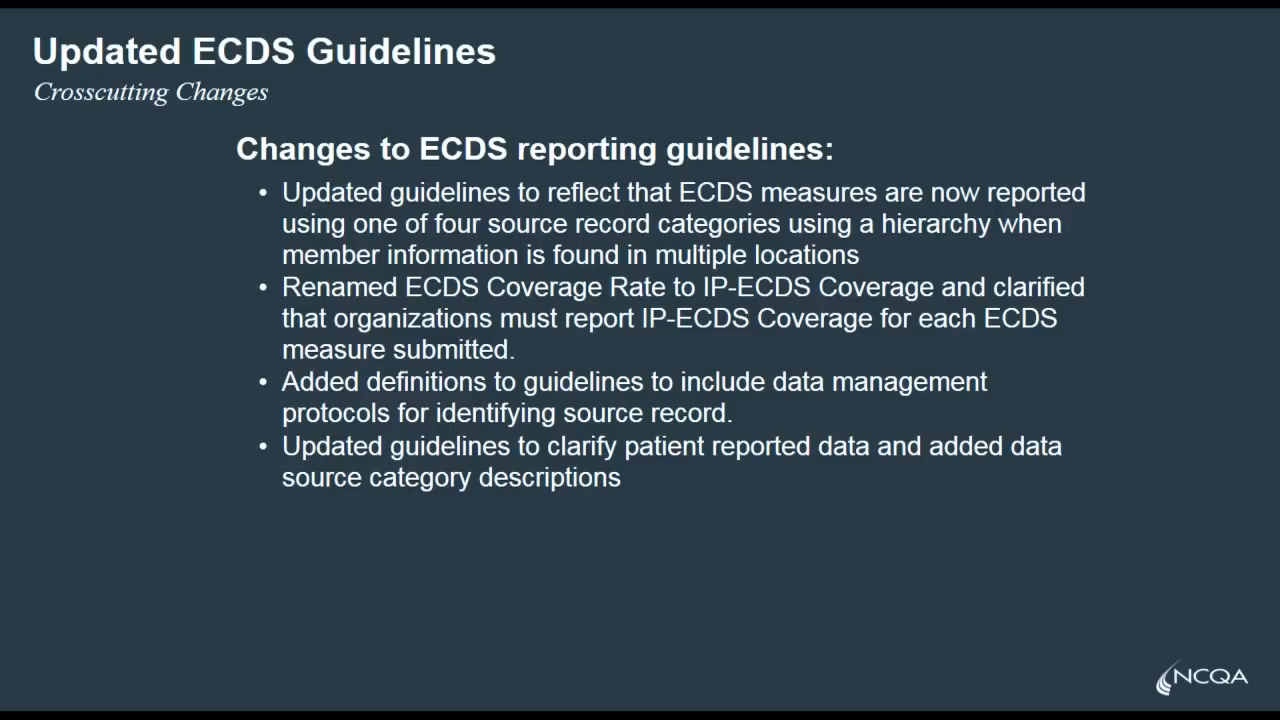 Updated ECDS Guidelines
Crosscutting Changes
Changes to ECDS reporting guidelines:
• Updated guidelines to reflect that ECDS measures are now reported
using one of four source record categories using a hierarchy when
member information is found in multiple locations
• Renamed ECDS Coverage Rate to IP-ECDS Coverage and clarified
that organizations must report IP-ECDS Coverage for each ECDS
measure submitted.
• Added definitions to guidelines to include data management
protocols for identifying source record.
• Updated guidelines to clarify patient reported data and added data
source category descriptions
NCQA